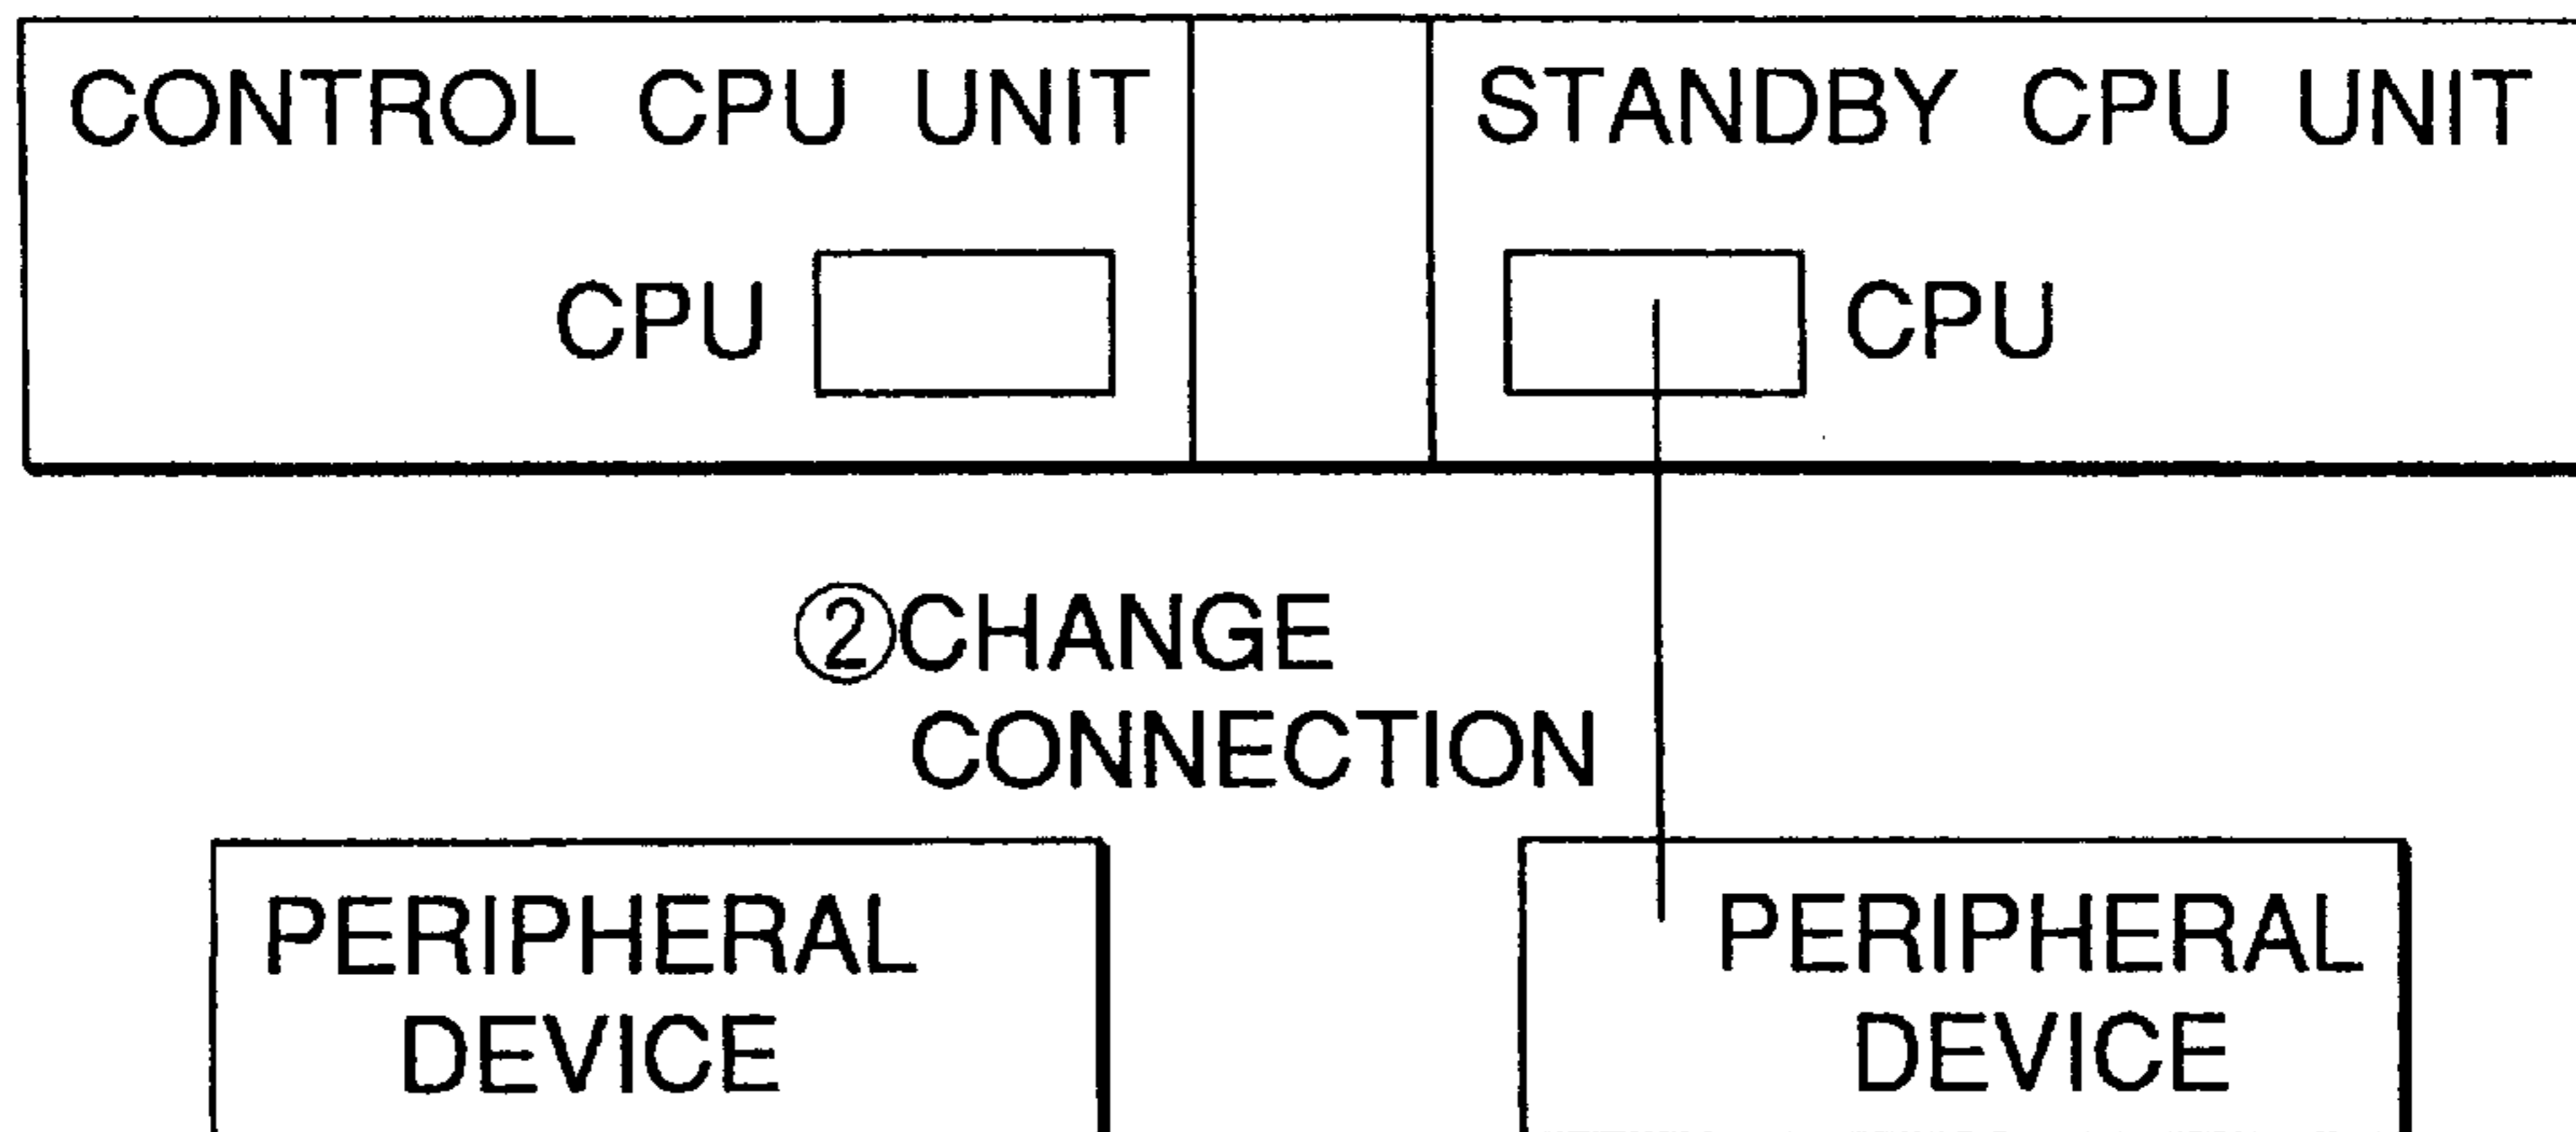 CONTROL CPU UNIT
STANDBY CPU UNIT
CPU
CPU
②CHANGE
CONNECTION
PERIPHERAL
DEVICE
PERIPHERAL
DEVICE